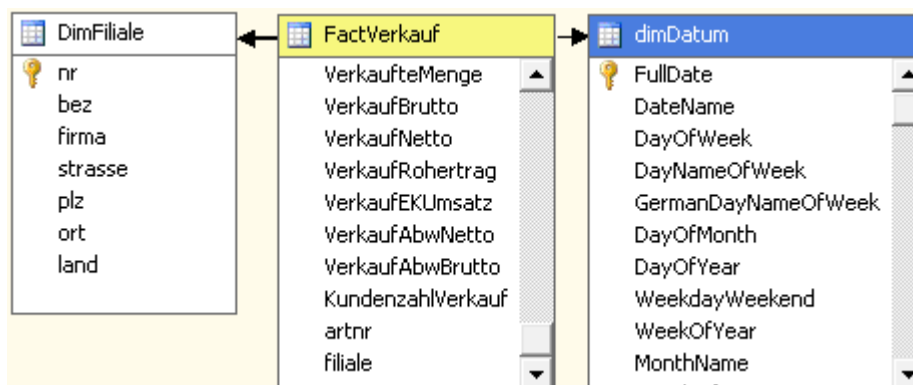 DimFiliale
nr
bez
firma
strasse
plz
ort
land
FactVerkauf
VerkaufteMenge
VerkaufBrutto
VerkaufNetto
VerkaufRohertrag
VerkaufEKUmsatz
VerkaufAbwNetto
VerkaufAbwBrutto
KundenzahlVerkauf
artnr
filiale
dimDatum
FullDate
DateName
DayOfWeek
DayNameOfWeek
GermanDayNameOfWeek
DayOfMonth
DayOfYear
WeekdayWeekend
WeekOfYear
MonthName